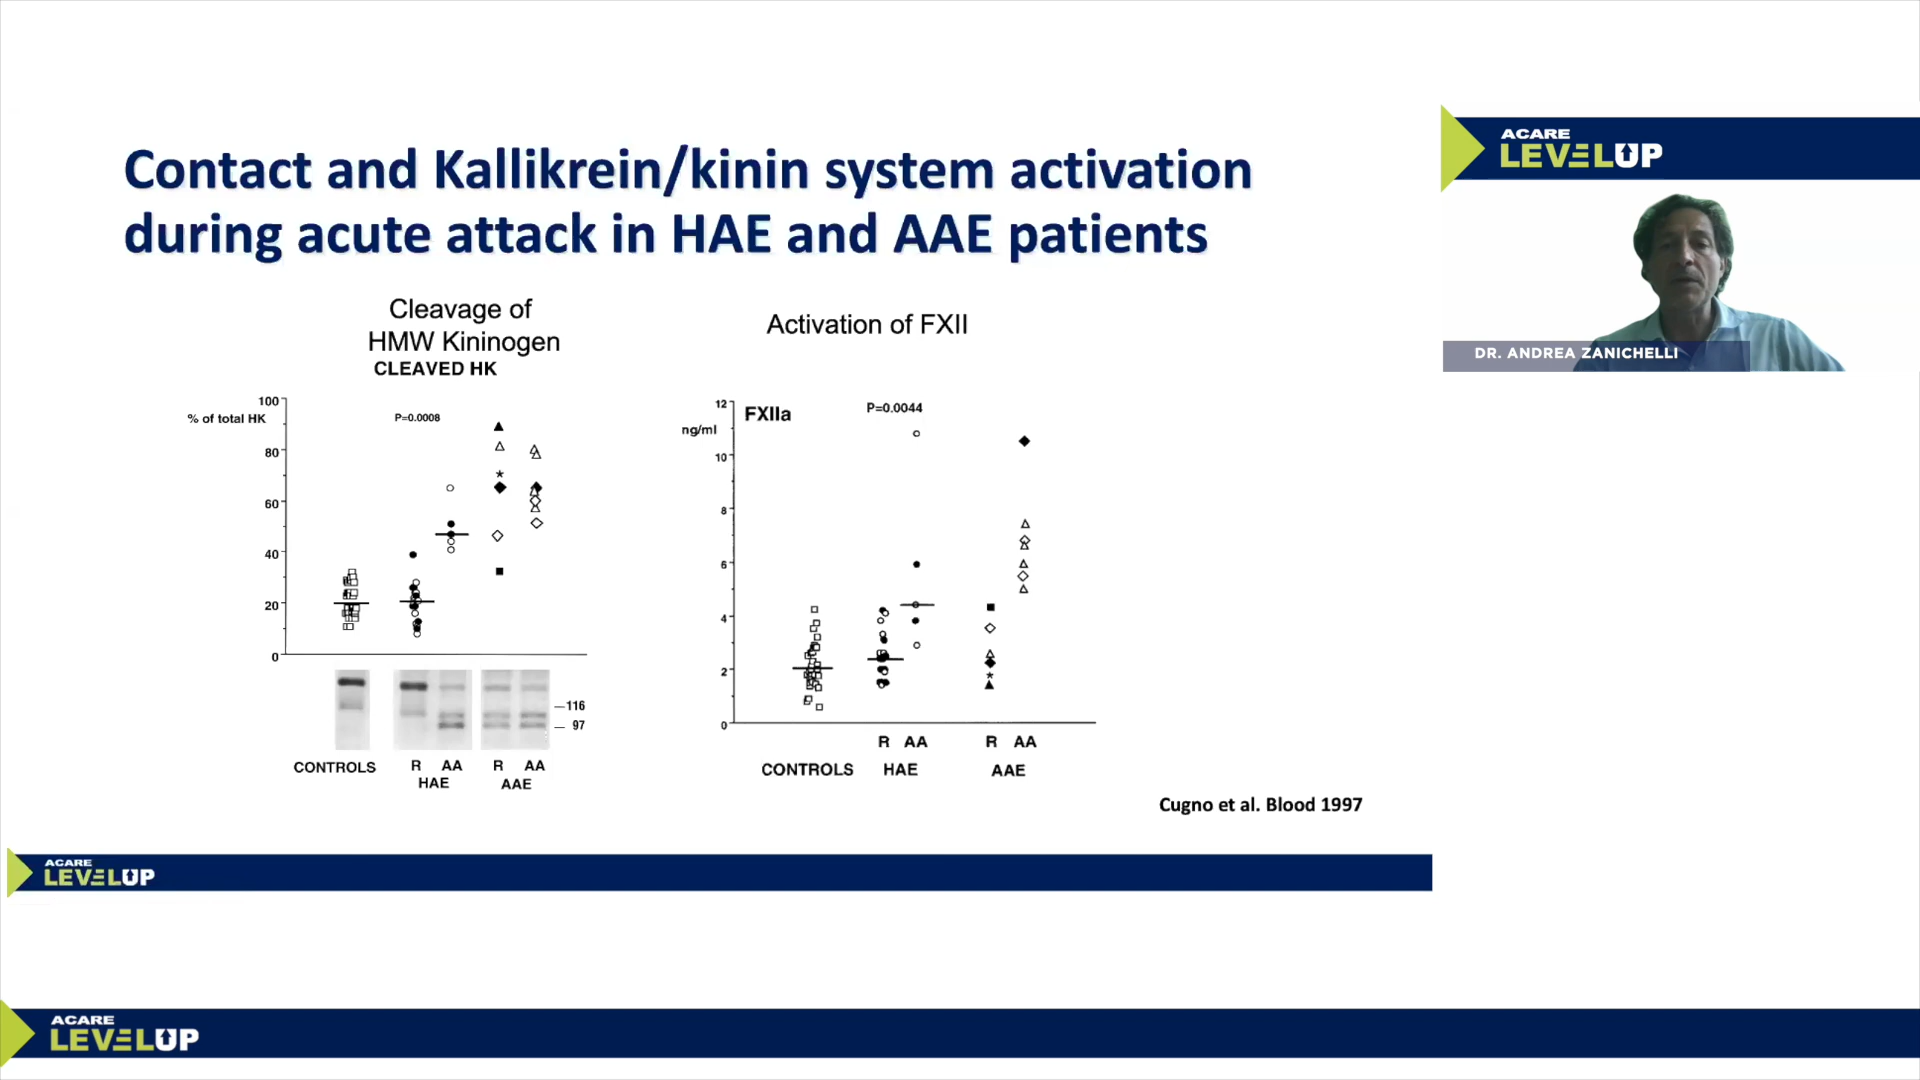 Contact and Kallikrein/kinin system activation
during acute attack in HAE and AAE patients
ACARE
LEVELUP
DR. ANDREA ZANICHELLI
Cleavage of
HMW Kininogen
CLEAVED HK
% of total HK
P=0.0008
100
80
60
40
20
0
116
97
CONTROLS
R AA
HAE
R AA
AAE
Activation of FXII
FXIIa
ng/ml
P=0.0044
12
10
8
6
4
2
0
R AA
R AA
CONTROLS
HAE
AAE
Cugno et al. Blood 1997
ACARE
LEVELUP
ACARE
LEVELUP